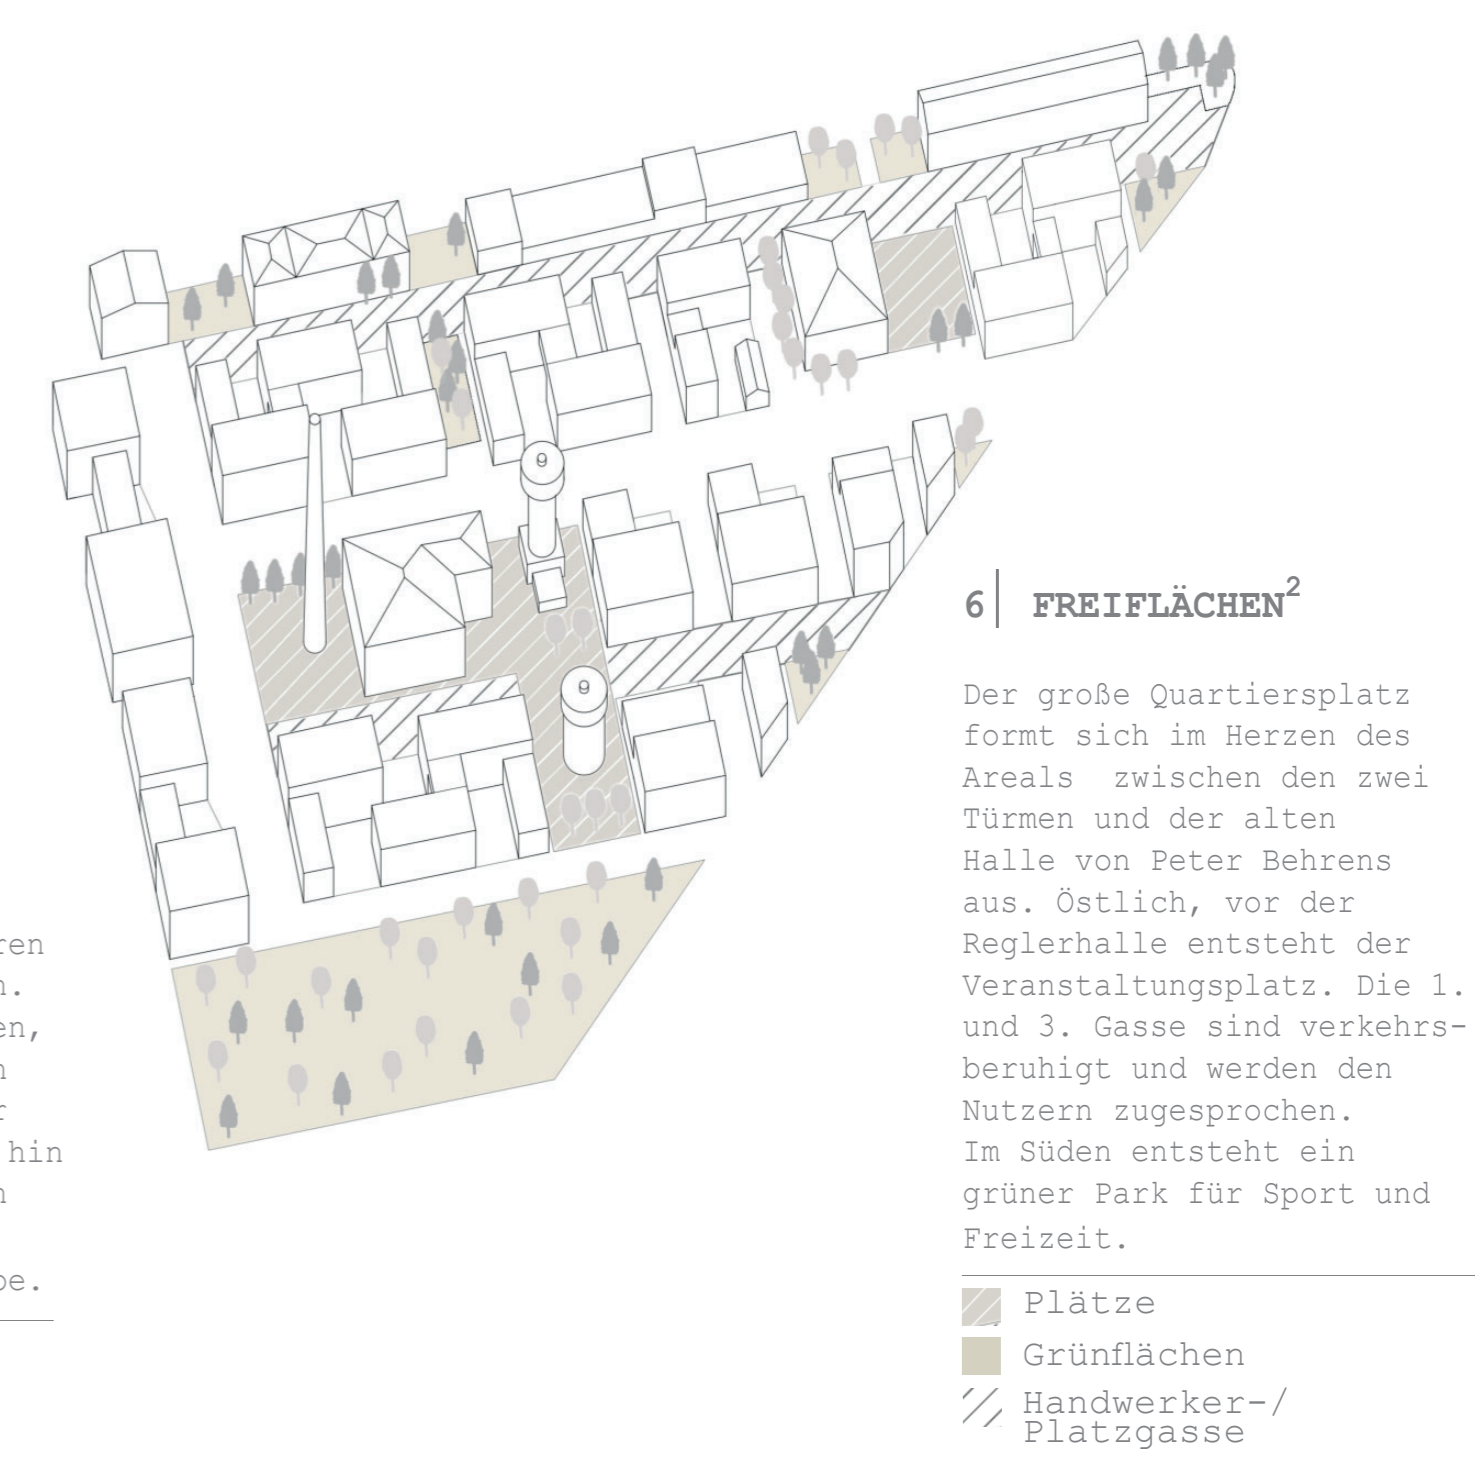 6 FREIFLÄCHEN²
Der große Quartiersplatz
formt sich im Herzen des
Areals zwischen den zwei
Türmen und der alten
Halle von Peter Behrens
aus. Östlich, vor der
Reglerhalle entsteht der
Veranstaltungsplatz. Die 1.
und 3. Gasse sind verkehrs-
beruhigt und werden den
Nutzern zugesprochen.
Im Süden entsteht ein
grüner Park für Sport und
Freizeit.
Plätze
Grünflächen
Handwerker-/
Platzgasse
hin